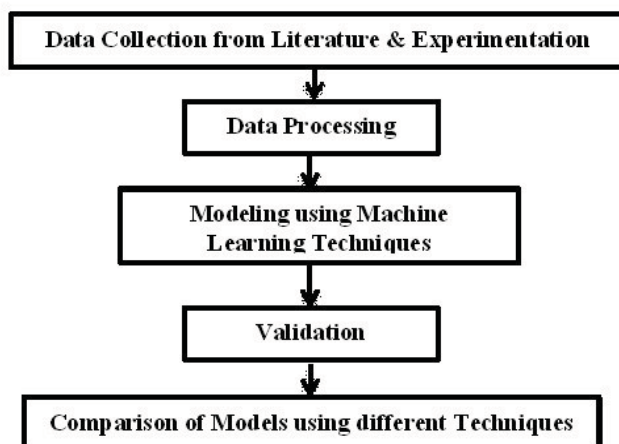 Data Collection from Literature & Experimentation
Data Processing
Modeling using Machine
Learning Techniques
Validation
Comparison of Models using different Techniques